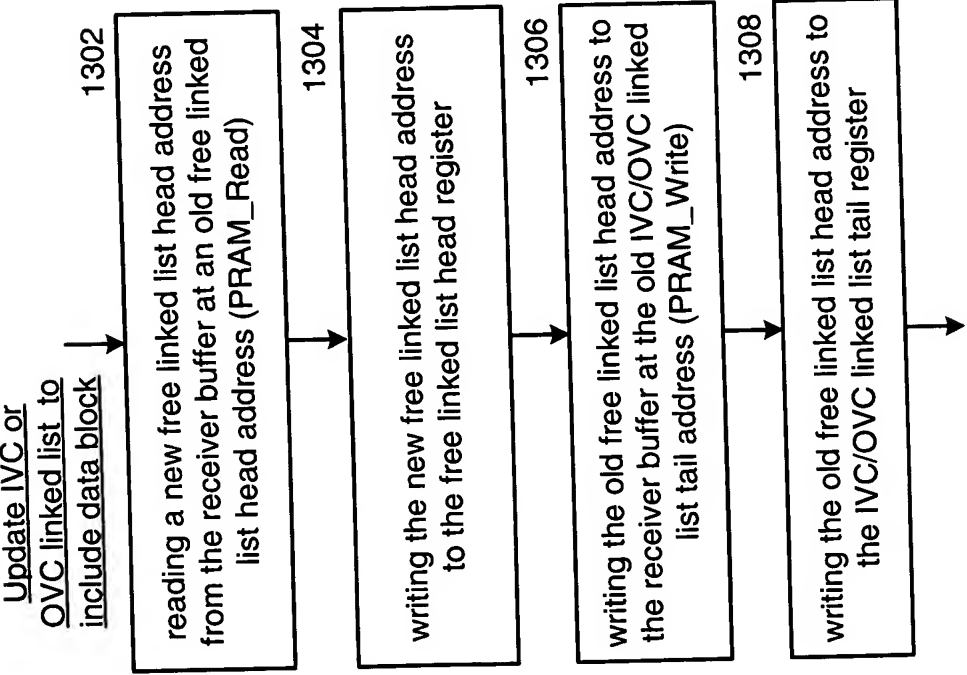 Update IVC or
OVC linked list to
include data block
1302
reading a new free linked list head address
from the receiver buffer at an old free linked
list head address (PRAM_Read)
1304
writing the new free linked list head address
to the free linked list head register
1306
writing the old free linked list head address to
the receiver buffer at the old IVC/OVC linked
list tail address (PRAM_Write)
1308
writing the old free linked list head address to
the IVC/OVC linked list tail register